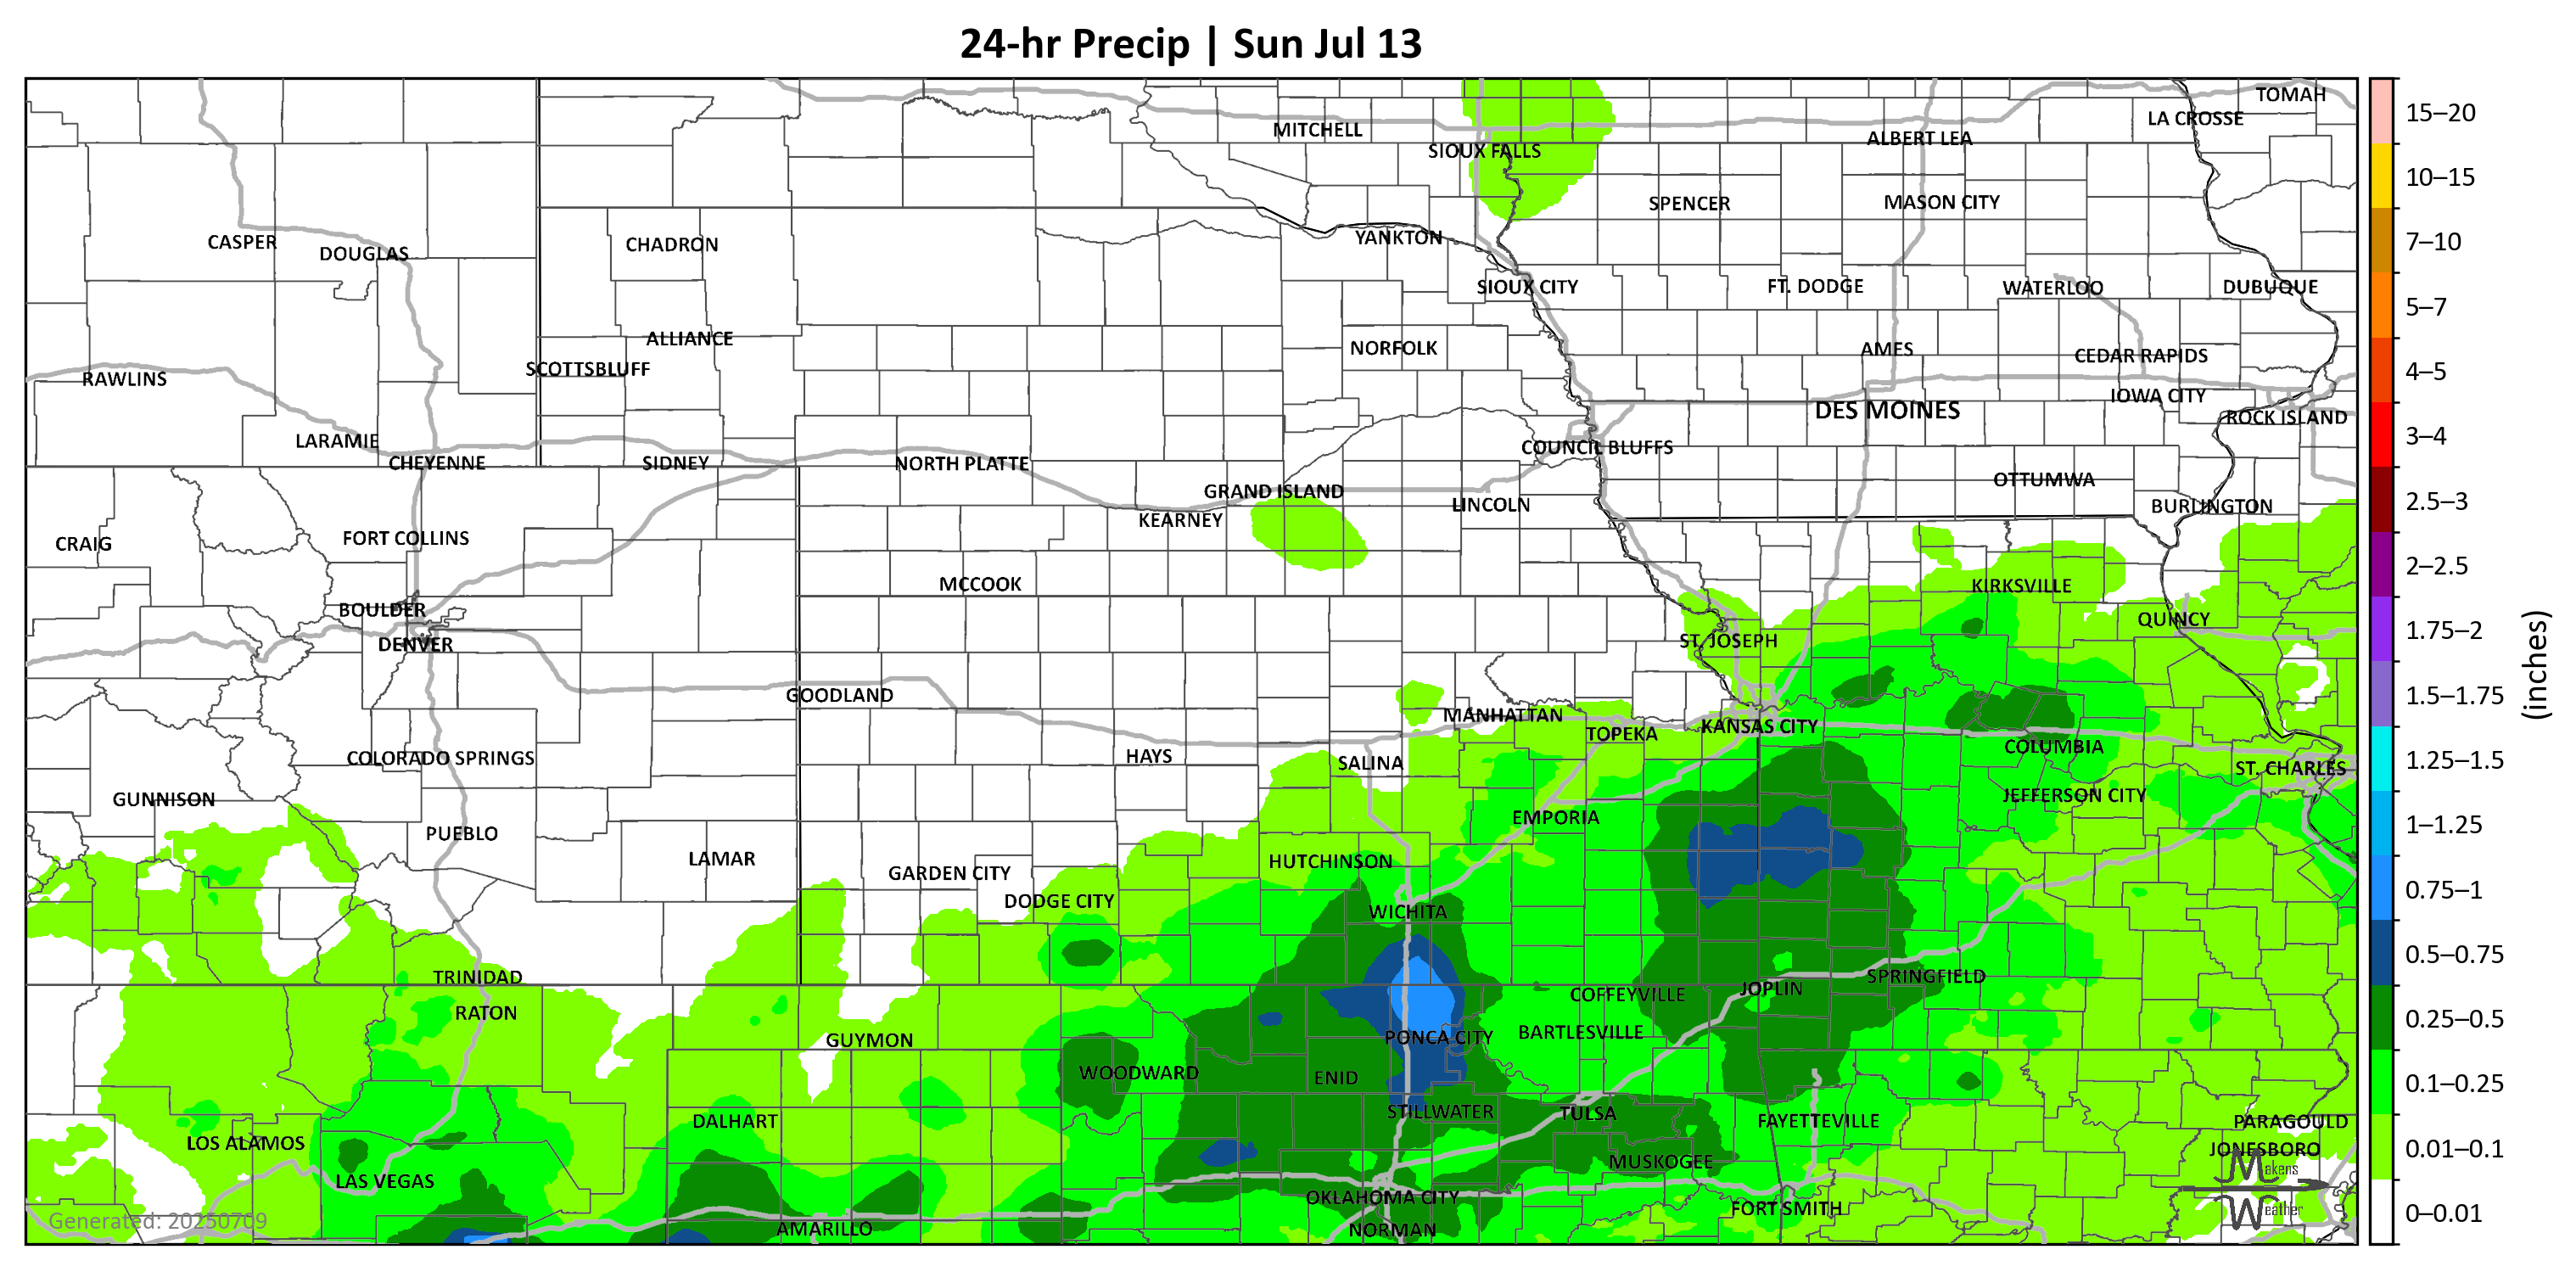 24-hr Precip | Sun Jul 13
TOMAH
LA CROSSE
MITCHELL
ALBERT LEA
SIOUX FALLS
SPENCER
MASON CITY
YANKTON
CASPER
DOUGLAS
CHADRON
SIOUX CITY
FT. DODGE
WATERLOO
DUBUQUE
ALLIANCE
NORFOLK
AMES
CEDAR RAPIDS
SCOTTSBLUFF
RAWLINS
IOWA CITY
DES MOINES
ROCK ISLAND
LARAMIE
COUNCIL BLUFFS
CHEYENNE
SIDNEY
NORTH PLATTE
OTTUMWA
GRAND ISLAND
LINCOLN
BURLINGTON
KEARNEY
FORT COLLINS
CRAIG
MCCOOK
KIRKSVILLE
BOULDER
QUINCY
DENVER
ST. JOSEPH
GOODLAND
MANHATTAN
KANSAS CITY
TOPEKA
COLUMBIA
COLORADO SPRINGS
HAYS
SALINA
ST. CHARLES
GUNNISON
JEFFERSON CITY
EMPORIA
PUEBLO
LAMAR
HUTCHINSON
GARDEN CITY
DODGE CITY
WICHITA
TRINIDAD
SPRINGFIELD
JOPLIN
COFFEYVILLE
RATON
BARTLESVILLE
PONCA CITY
GUYMON
WOODWARD
ENID
STILLWATER
TULSA
DALHART
FAYETTEVILLE
PARAGOULD
LOS ALAMOS
JONESBORO
MUSKOGEE
LAS VEGAS
OKLAHOMA CITY
FORT SMITH
AMARILLO
NORMAN
Generated: 20250709
Makens
Weather
15–20
10–15
7–10
5–7
4–5
3–4
2.5–3
2–2.5
1.75–2
1.5–1.75
1.25–1.5
1–1.25
0.75–1
0.5–0.75
0.25–0.5
0.1–0.25
0.01–0.1
0–0.01
(inches)